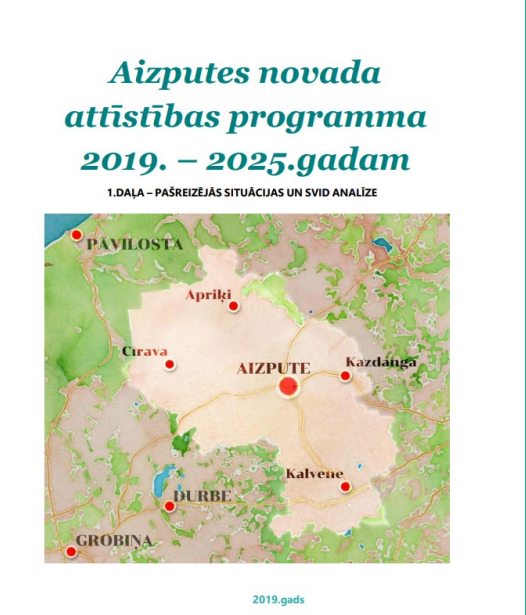 Aizputes novada
attīstības programma
2019. – 2025.gadam
1.DAĻA – PAŠREIZĒJĀS SITUĀCIJAS UN SVID ANALĪZE
PĀVILOSTA
Apriķi
Cīrava
AIZPUTE
Kazdanga
Kalvene
DURBE
GROBIŅA
2019.gads